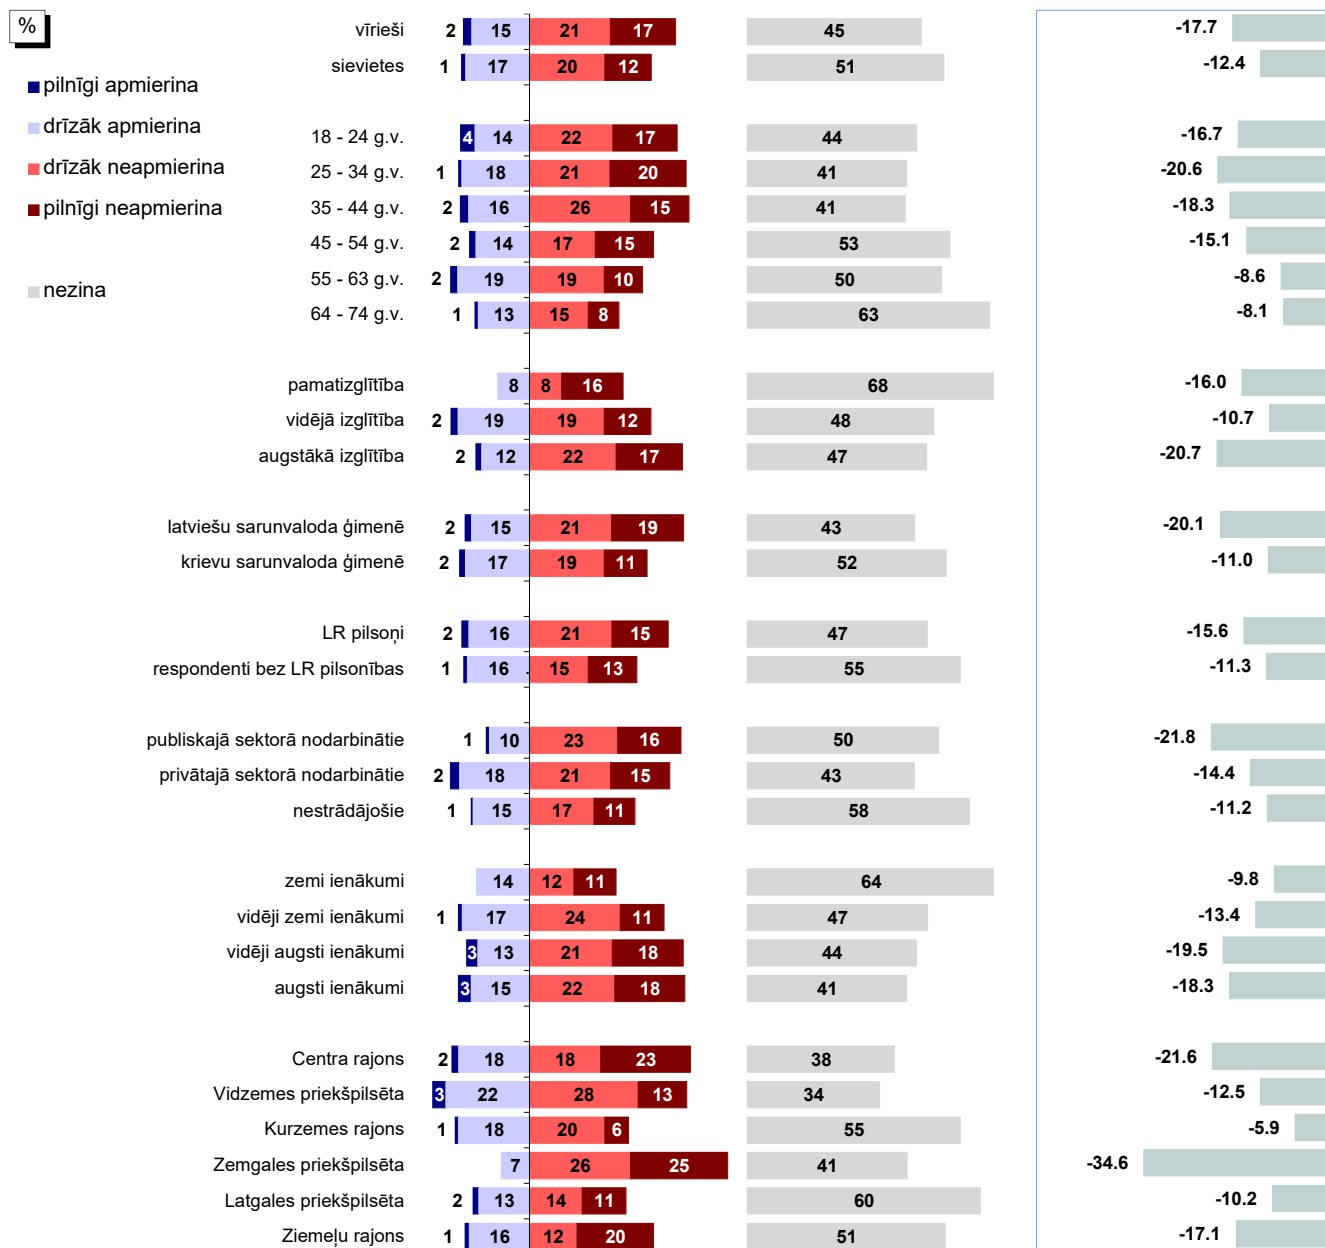 %
pilnīgi apmierina
drīzāk apmierina
drīzāk neapmierina
pilnīgi neapmierina
nezina
vīrieši 2 15 21 17 45 -17.7
sievietes 1 17 20 12 51 -12.4
18 - 24 g.v. 4 14 22 17 44 -16.7
25 - 34 g.v. 1 18 21 20 41 -20.6
35 - 44 g.v. 2 16 26 15 41 -18.3
45 - 54 g.v. 2 14 17 15 53 -15.1
55 - 63 g.v. 2 19 19 10 50 -8.6
64 - 74 g.v. 1 13 15 8 63 -8.1
pamatizglītība 8 8 16 68 -16.0
vidējā izglītība 2 19 19 12 48 -10.7
augstākā izglītība 2 12 22 17 47 -20.7
latviešu sarunvaloda ģimenē 2 15 21 19 43 -20.1
krievu sarunvaloda ģimenē 2 17 19 11 52 -11.0
LR pilsoņi 2 16 21 15 47 -15.6
respondenti bez LR pilsonības 1 16 15 13 55 -11.3
publiskajā sektorā nodarbinātie 1 10 23 16 50 -21.8
privātajā sektorā nodarbinātie 2 18 21 15 43 -14.4
nestrādājošie 1 15 17 11 58 -11.2
zemi ienākumi 14 12 11 64 -9.8
vidēji zemi ienākumi 1 17 24 11 47 -13.4
vidēji augsti ienākumi 3 13 21 18 44 -19.5
augsti ienākumi 3 15 22 18 41 -18.3
Centra rajons 2 18 18 23 38 -21.6
Vidzemes priekšpilsēta 3 22 28 13 34 -12.5
Kurzemes rajons 1 18 20 6 55 -5.9
Zemgales priekšpilsēta 7 26 25 41 -34.6
Latgales priekšpilsēta 2 13 14 11 60 -10.2
Ziemeļu rajons 1 16 12 20 51 -17.1